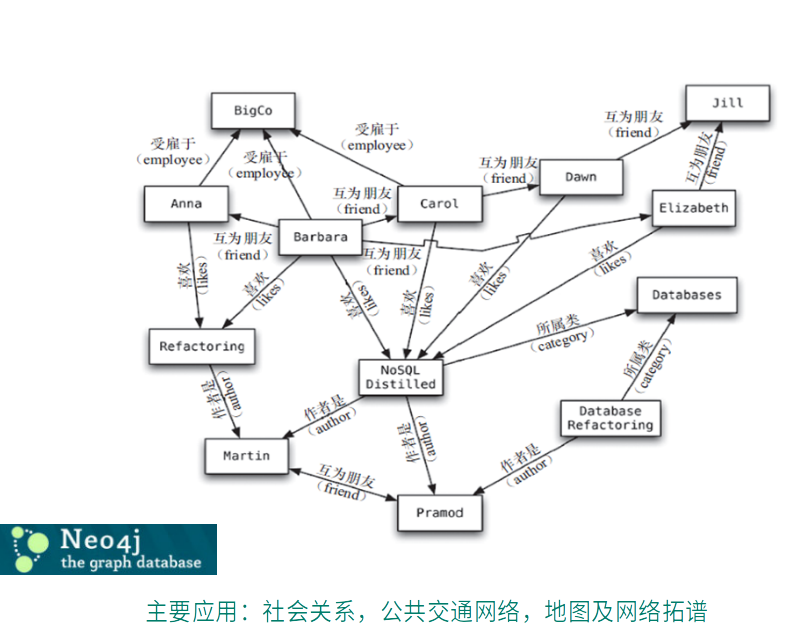 BigCo
Jill
受雇于
(employee)
受雇于
(employee)
受雇于
(employee)
互为朋友
(friend)
互为朋友
(friend)
互为朋友
(friend)
Dawn
Anna
互为朋友
(friend)
Carol
Elizabeth
Barbara
互为朋友
(friend)
互为朋友
(friend)
喜欢
(likes)
喜欢
(likes)
喜欢
(likes)
喜欢
(likes)
喜欢
(likes)
喜欢
(likes)
Databases
Refactoring
所属类
(category)
所属类
(category)
NoSQL
Distilled
作者是
(author)
作者是
(author)
作者是
(author)
Database
Refactoring
作者是
(author)
Martin
互为朋友
(friend)
Pramod
Neo4j
the graph database
主要应用：社会关系，公共交通网络，地图及网络拓谱